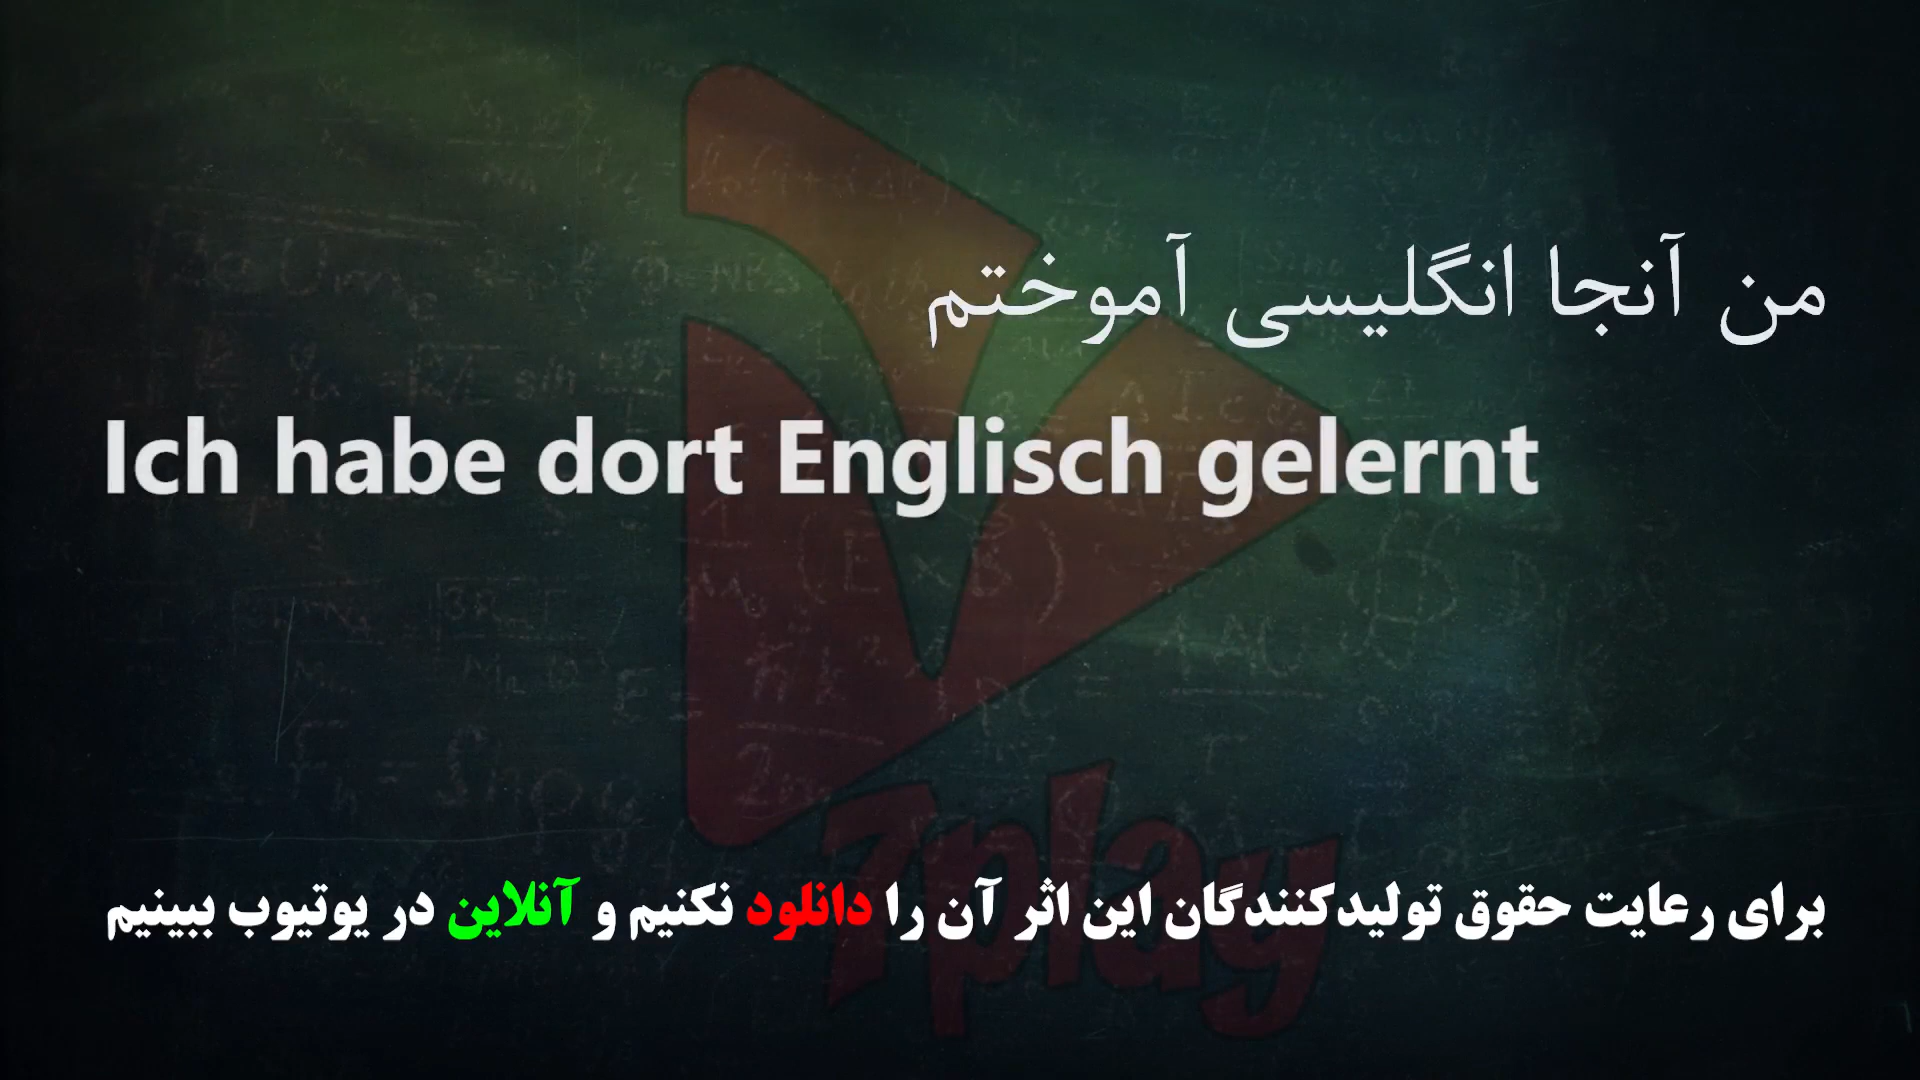 من آنجا انگلیسی آموختم
Ich habe dort Englisch gelernt
7play
برای رعایت حقوق تولیدکنندگان این اثر آن را دانلود نکنیم و آنلاین در یوتیوب ببینیم